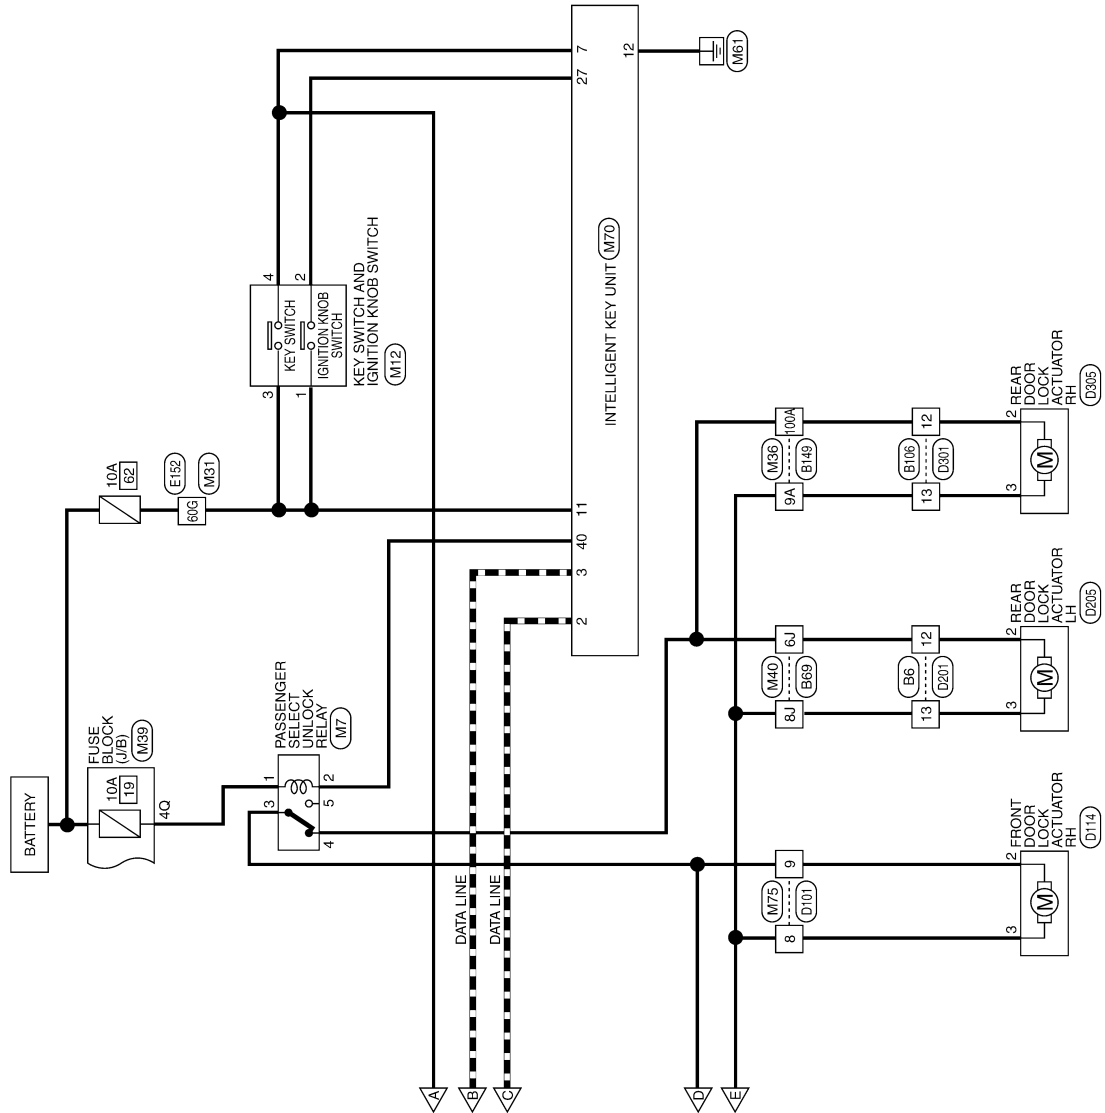 BATTERY
FUSE
BLOCK
(J/B)
M39
10A
19
4Q
10A
62
60G
E152
M31
3
4
1
2
KEY SWITCH
IGNITION KNOB
SWITCH
KEY SWITCH AND
IGNITION KNOB SWITCH
M12
PASSENGER
SELECT
UNLOCK
RELAY
M7
1
2
3
5
4
DATA LINE
DATA LINE
A
B
C
D
E
2
3
40
11
27
7
12
INTELLIGENT KEY UNIT
M70
M61
8
9
M75
D101
3
2
FRONT
DOOR
LOCK
ACTUATOR
RH
D114
8J
6J
M40
B69
13
12
B6
D201
3
2
REAR
DOOR
LOCK
ACTUATOR
LH
D205
9A
100A
M36
B149
13
12
B106
D301
3
2
REAR
DOOR
LOCK
ACTUATOR
RH
D305
M
M
M